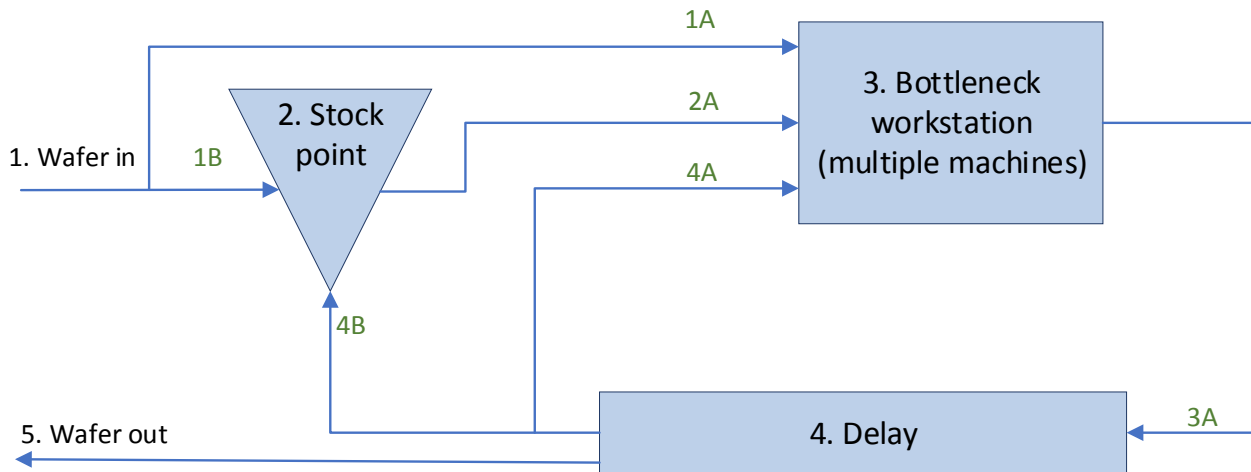 1A
3. Bottleneck
workstation
(multiple machines)
2. Stock
point
2A
1. Wafer in
1B
4A
4B
5. Wafer out
4. Delay
3A